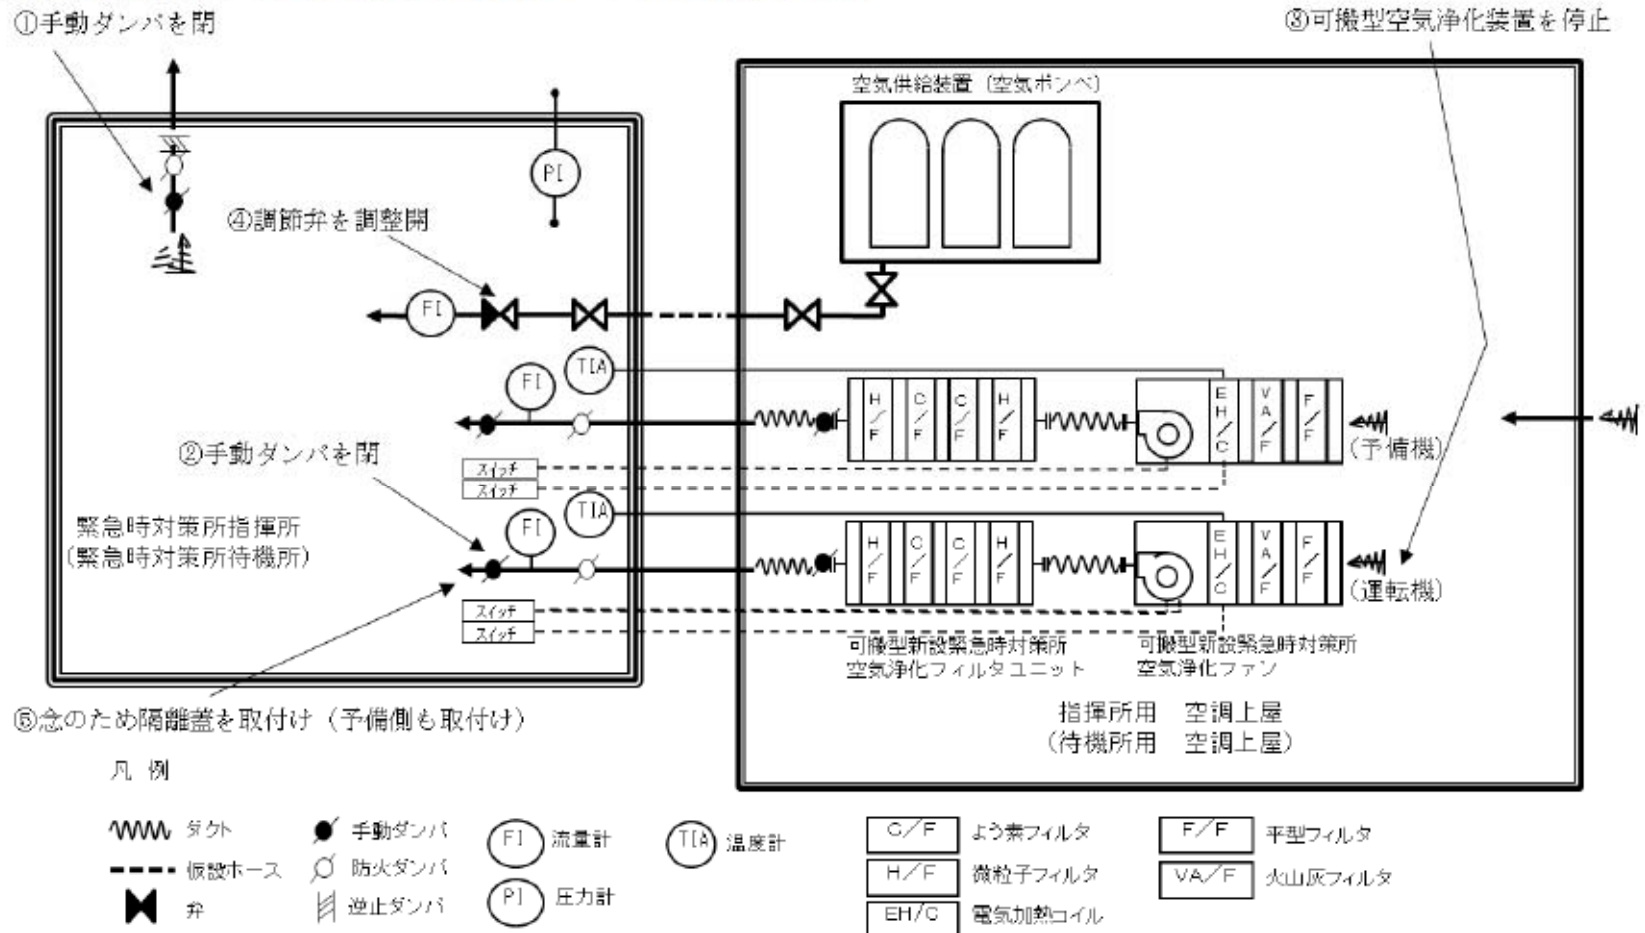 ①手動ダンパを閉
③可搬型空気浄化装置を停止
空気供給装置（空気ボンベ）
PI
④調節弁を調整開
FI
TIA
FI
H/F
C/F
C/F
H/F
EH/C
VA/F
F/F
（予備機）
②手動ダンパを閉
スイッチ
スイッチ
TIA
FI
緊急時対策所指揮所
（緊急時対策所待機所）
H/F
C/F
C/F
H/F
EH/C
VA/F
F/F
（運転機）
スイッチ
スイッチ
可搬型新設緊急時対策所
空気浄化フィルタユニット
可搬型新設緊急時対策所
空気浄化ファン
⑤念のため隔離蓋を取付け（予備側も取付け）
指揮所用　空調上屋
（待機所用　空調上屋）
凡 例
ダクト
手動ダンパ
FI 流量計
TIA 温度計
C/F よう素フィルタ
F/F 平型フィルタ
仮設ホース
防火ダンパ
H/F 微粒子フィルタ
VA/F 火山灰フィルタ
弁
逆止ダンパ
PI 圧力計
EH/C 電気加熱コイル